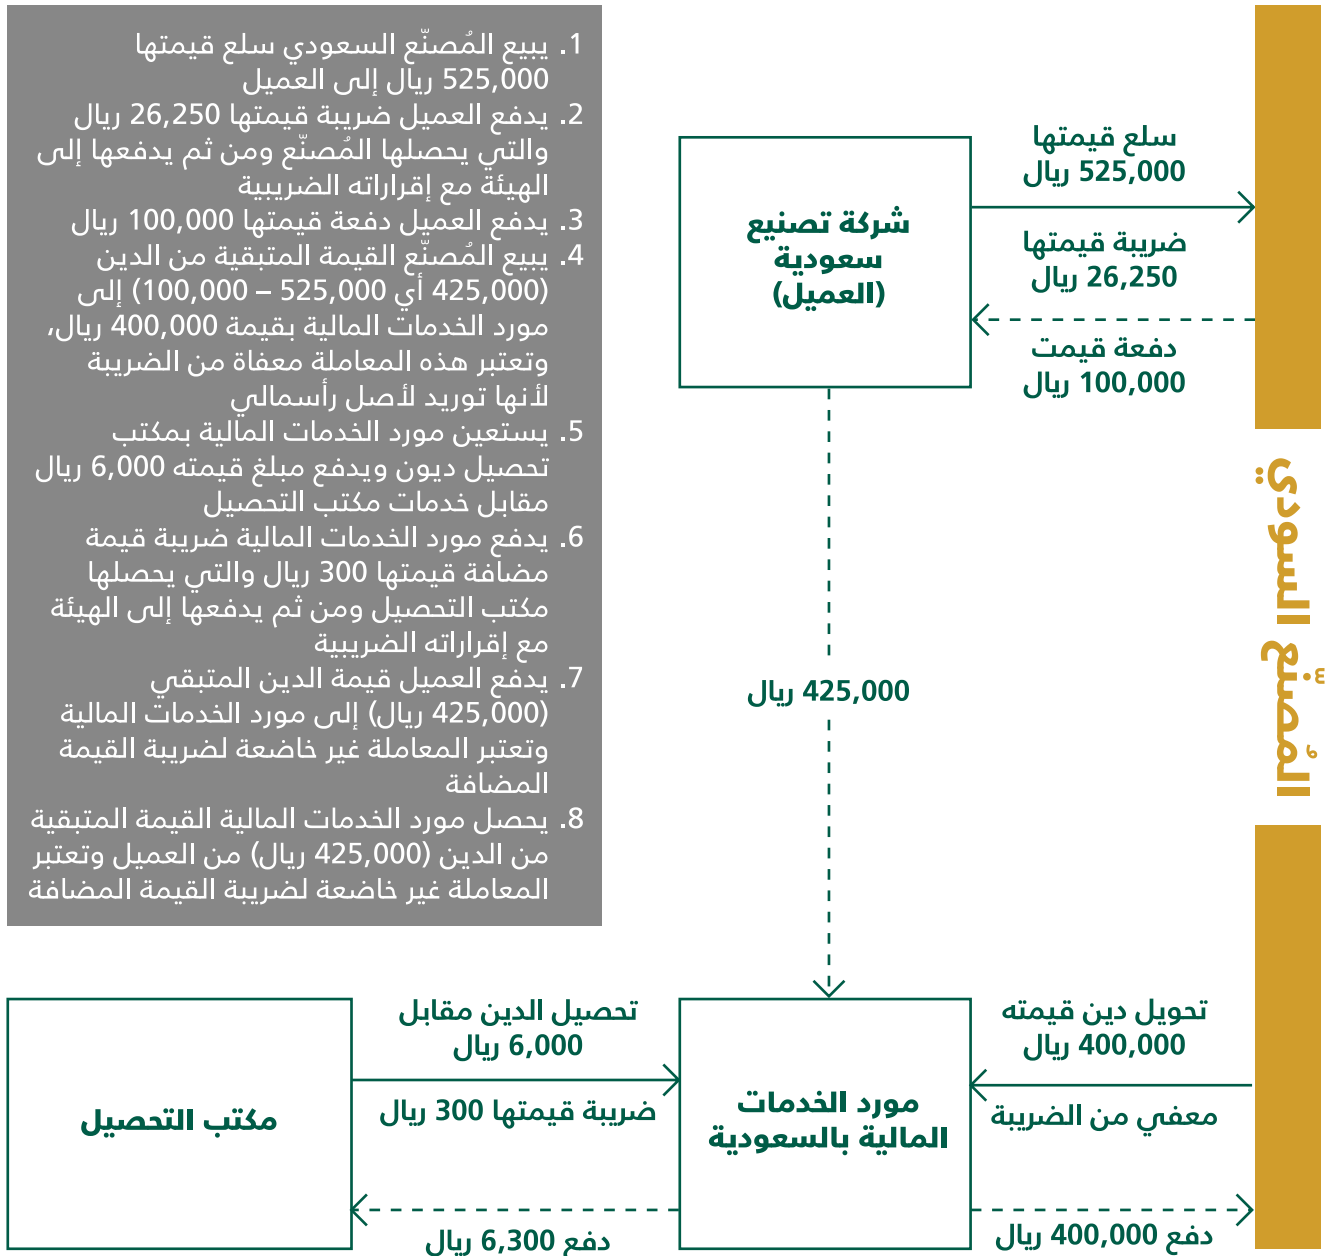 1. يبيع المُصنّع السعودي سلع قيمتها
525,000 ريال إلى العميل
2. يدفع العميل ضريبة قيمتها 26,250 ريال
والتي يحصلها المُصنّع ومن ثم يدفعها إلى
الهيئة مع إقراراته الضريبية
3. يدفع العميل دفعة قيمتها 100,000 ريال
4. يبيع المُصنّع القيمة المتبقية من الدين
(425,000 أي 525,000 – 100,000) إلى
مورد الخدمات المالية بقيمة 400,000 ريال،
وتعتبر هذه المعاملة معفاة من الضريبة
لأنها توريد لأصل رأسمالي
5. يستعين مورد الخدمات المالية بمكتب
تحصيل ديون ويدفع مبلغ قيمته 6,000 ريال
مقابل خدمات مكتب التحصيل
6. يدفع مورد الخدمات المالية ضريبة قيمة
مضافة قيمتها 300 ريال والتي يحصلها
مكتب التحصيل ومن ثم يدفعها إلى الهيئة
مع إقراراته الضريبية
7. يدفع العميل قيمة الدين المتبقي
(425,000 ريال) إلى مورد الخدمات المالية
وتعتبر المعاملة غير خاضعة لضريبة القيمة
المضافة
8. يحصل مورد الخدمات المالية القيمة المتبقية
من الدين (425,000 ريال) من العميل وتعتبر
المعاملة غير خاضعة لضريبة القيمة المضافة
سلع قيمتها
525,000 ريال
ضريبة قيمتها
26,250 ريال
دفعة قيمت
100,000 ريال
شركة تصنيع
سعودية
(العميل)
المُصنّع السودي
425,000 ريال
تحويل دين قيمته
400,000 ريال
معفي من الضريبة
دفع 400,000 ريال
مورد الخدمات
المالية بالسعودية
تحصيل الدين مقابل
6,000 ريال
ضريبة قيمتها 300 ريال
دفع 6,300 ريال
مكتب التحصيل